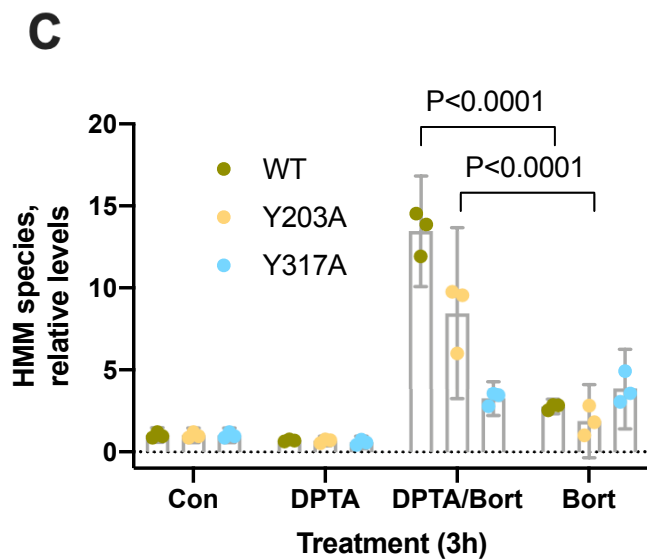 C
P<0.0001
P<0.0001
20
15
10
5
0
HMM species,
relative levels
WT
Y203A
Y317A
Con DPTA DPTA/Bort Bort
Treatment (3h)